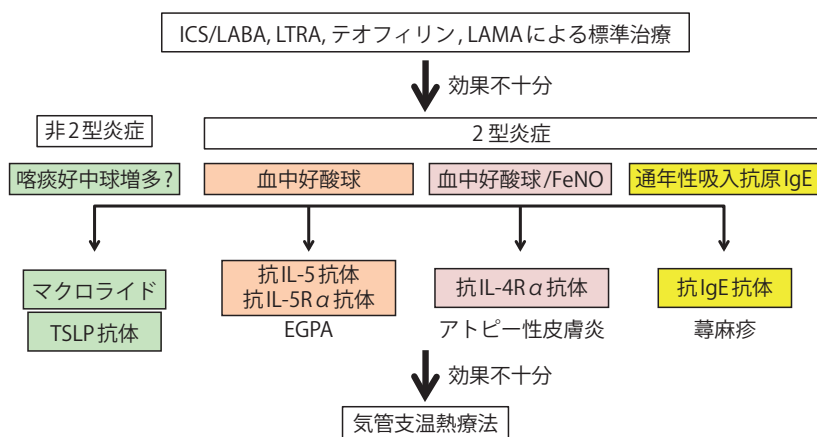 ICS/LABA, LTRA, テオフィリン, LAMAによる標準治療
効果不十分
非2型炎症
2型炎症
喀痰好中球増多?
血中好酸球
血中好酸球/FeNO
通年性吸入抗原IgE
マクロライド
TSLP抗体
抗IL-5抗体
抗IL-5Rα抗体
EGPA
抗IL-4Rα抗体
アトピー性皮膚炎
抗IgE抗体
蕁麻疹
効果不十分
気管支温熱療法